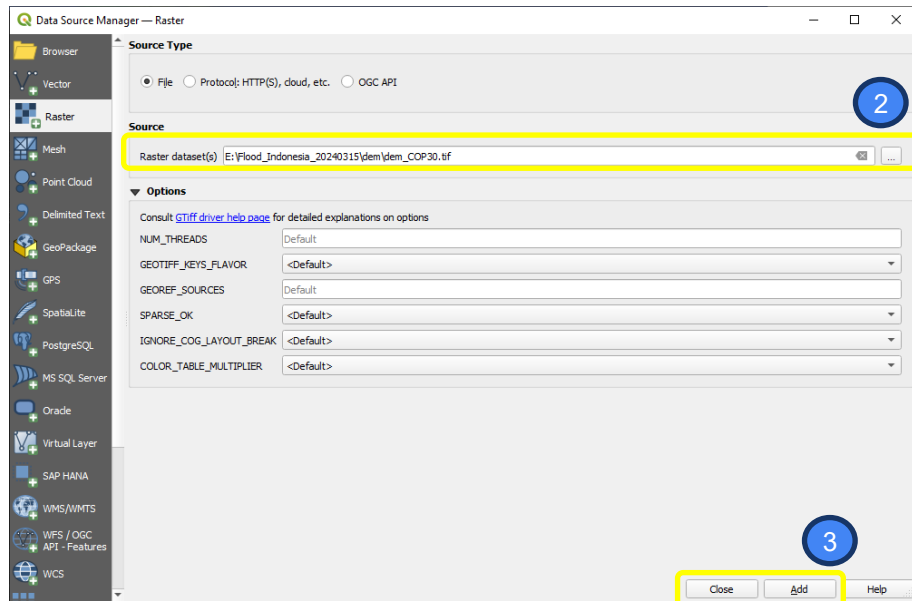 Data Source Manager — Raster
Browser
Vector
Raster
Mesh
Point Cloud
Delimited Text
GeoPackage
GPS
SpatiaLite
PostgreSQL
MS SQL Server
Oracle
Virtual Layer
SAP HANA
WMS/WMTS
WFS / OGC
API - Features
WCS
Source Type
File Protocol: HTTP(S), cloud, etc. OGC API
2
Source
Raster dataset(s) E:\Flood_Indonesia_20240315\dem\dem_COP30.tif ...
Options
Consult GTiff driver help page for detailed explanations on options
NUM_THREADS Default
GEOTIFF_KEYS_FLAVOR <Default>
GEOREF_SOURCES Default
SPARSE_OK <Default>
IGNORE_COG_LAYOUT_BREAK <Default>
COLOR_TABLE_MULTIPLIER <Default>
3
Close Add Help